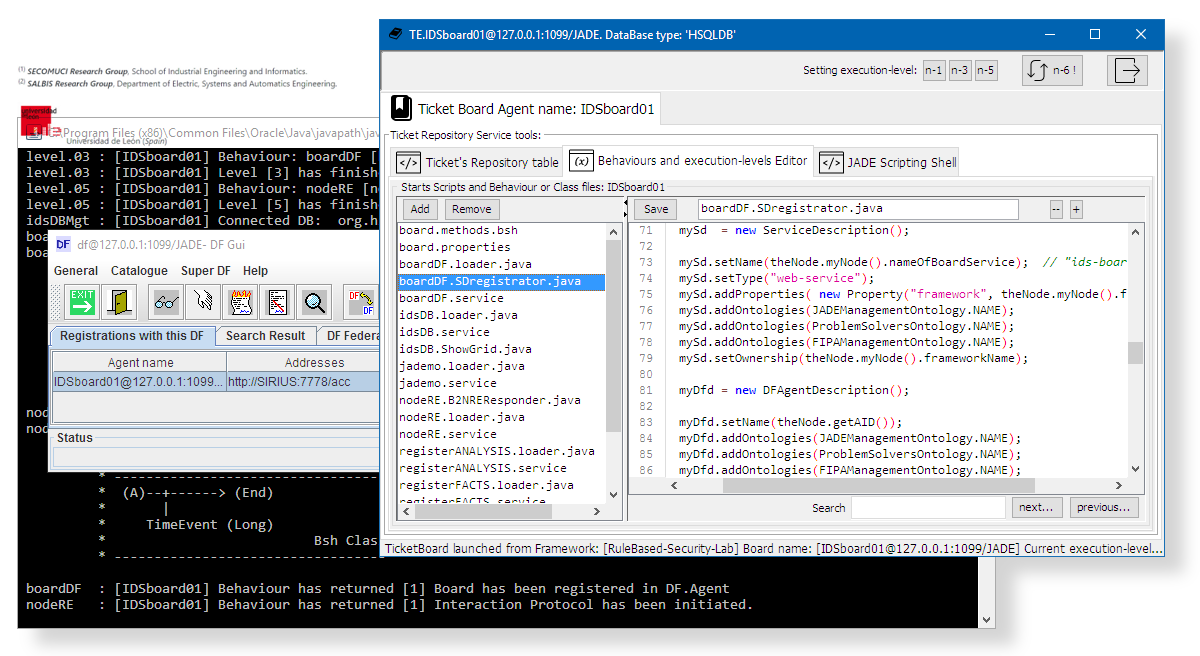 (1) SECOMUCI Research Group, School of Industrial Engineering and Informatics.
(2) SALBIS Research Group, Department of Electric, Systems and Automatics Engineering.
universidad
Universidad de León (Spain)
\Program Files (x86)\Common Files\Oracle\Java\javapath\jav
level.03 : [IDSboard01] Behaviour: boardDF [
level.03 : [IDSboard01] Level [3] has finish
level.05 : [IDSboard01] Behaviour: nodeRE [n
level.05 : [IDSboard01] Level [5] has finish
idsDBMgt : [IDSboard01] Connected DB:  org.h
boa
boa
DF df@127.0.0.1:1099/JADE- DF Gui
General Catalogue Super DF Help
EXIT
DF
DF
Registrations with this DF Search Result DF Federa
Agent name Addresses
IDSboard01@127.0.0.1:1099... http://SIRIUS:7778/acc
Status
nod
nod
* -----------------------------------
* (A)--+------> (End)
* |
* TimeEvent (Long)
* Bsh Clas
* -----------------------------------
boardDF  : [IDSboard01] Behaviour has returned [1] Board has been registered in DF.Agent
nodeRE   : [IDSboard01] Behaviour has returned [1] Interaction Protocol has been initiated.
TE.IDSboard01@127.0.0.1:1099/JADE. DataBase type: 'HSQLDB'
Setting execution-level: n-1 n-3 n-5 n-6 !
Ticket Board Agent name: IDSboard01
Ticket Repository Service tools:
</> Ticket's Repository table (x) Behaviours and execution-levels Editor </> JADE Scripting Shell
Starts Scripts and Behaviour or Class files: IDSboard01
Add Remove
board.methods.bsh
board.properties
boardDF.loader.java
boardDF.SDregistrator.java
boardDF.service
idsDB.loader.java
idsDB.service
idsDB.ShowGrid.java
jademo.loader.java
jademo.service
nodeRE.B2NREResponder.java
nodeRE.loader.java
nodeRE.service
registerANALYSIS.loader.java
registerANALYSIS.service
registerFACTS.loader.java
registerFACTS.service
Save boardDF.SDregistrator.java -- +
71 mySd  = new ServiceDescription();
72
73 mySd.setName(theNode.myNode().nameOfBoardService);  // "ids-boar
74 mySd.setType("web-service");
75 mySd.addProperties( new Property("framework", theNode.myNode().f
76 mySd.addOntologies(JADEManagementOntology.NAME);
77 mySd.addOntologies(ProblemSolversOntology.NAME);
78 mySd.addOntologies(FIPAManagementOntology.NAME);
79 mySd.setOwnership(theNode.myNode().frameworkName);
80
81 myDfd = new DFAgentDescription();
82
83 myDfd.setName(theNode.getAID());
84 myDfd.addOntologies(JADEManagementOntology.NAME);
85 myDfd.addOntologies(ProblemSolversOntology.NAME);
86 myDfd.addOntologies(FIPAManagementOntology.NAME);
Search next... previous...
TicketBoard launched from Framework: [RuleBased-Security-Lab] Board name: [IDSboard01@127.0.0.1:1099/JADE] Current execution-level...